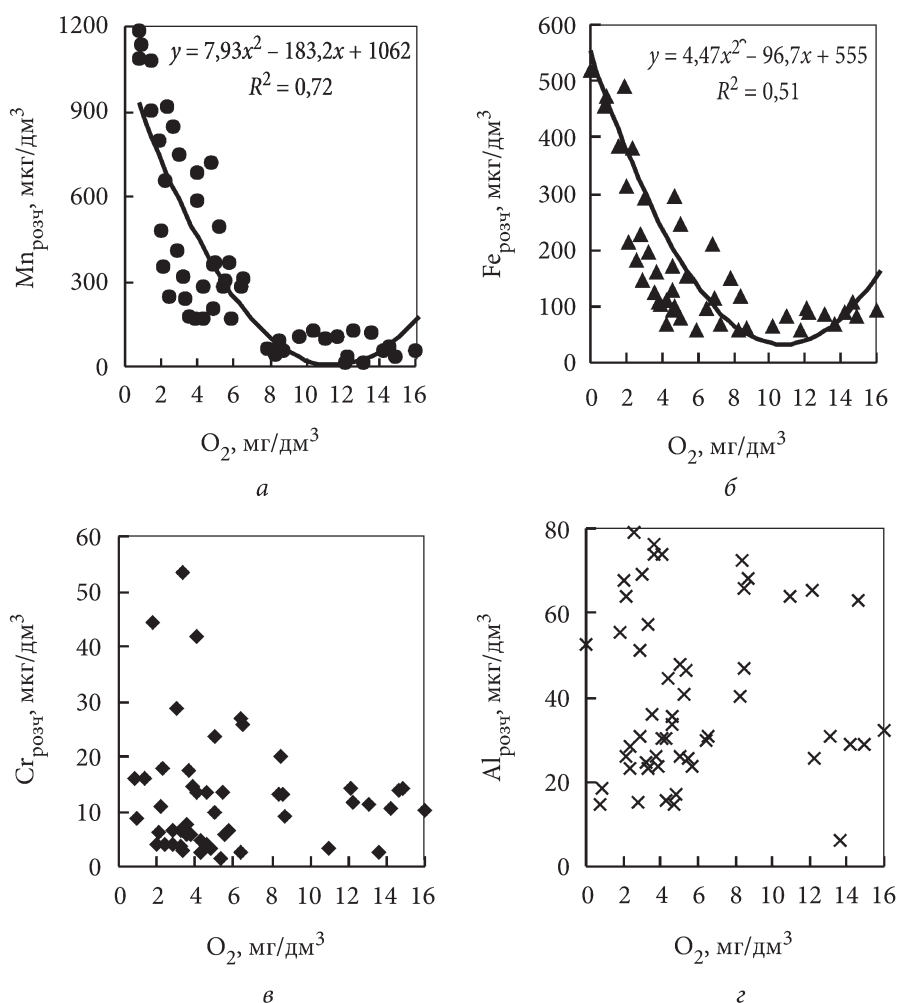 1200
900
600
300
0
y = 7,93x² – 183,2x + 1062
R² = 0,72
Mnрозч, мкг/дм³
0 2 4 6 8 10 12 14 16
O₂, мг/дм³
а
600
500
400
300
200
100
0
y = 4,47x² – 96,7x + 555
R² = 0,51
Feрозч, мкг/дм³
0 2 4 6 8 10 12 14 16
O₂, мг/дм³
б
60
50
40
30
20
10
0
Crрозч, мкг/дм³
0 2 4 6 8 10 12 14 16
O₂, мг/дм³
в
80
60
40
20
0
Alрозч, мкг/дм³
0 2 4 6 8 10 12 14 16
O₂, мг/дм³
г